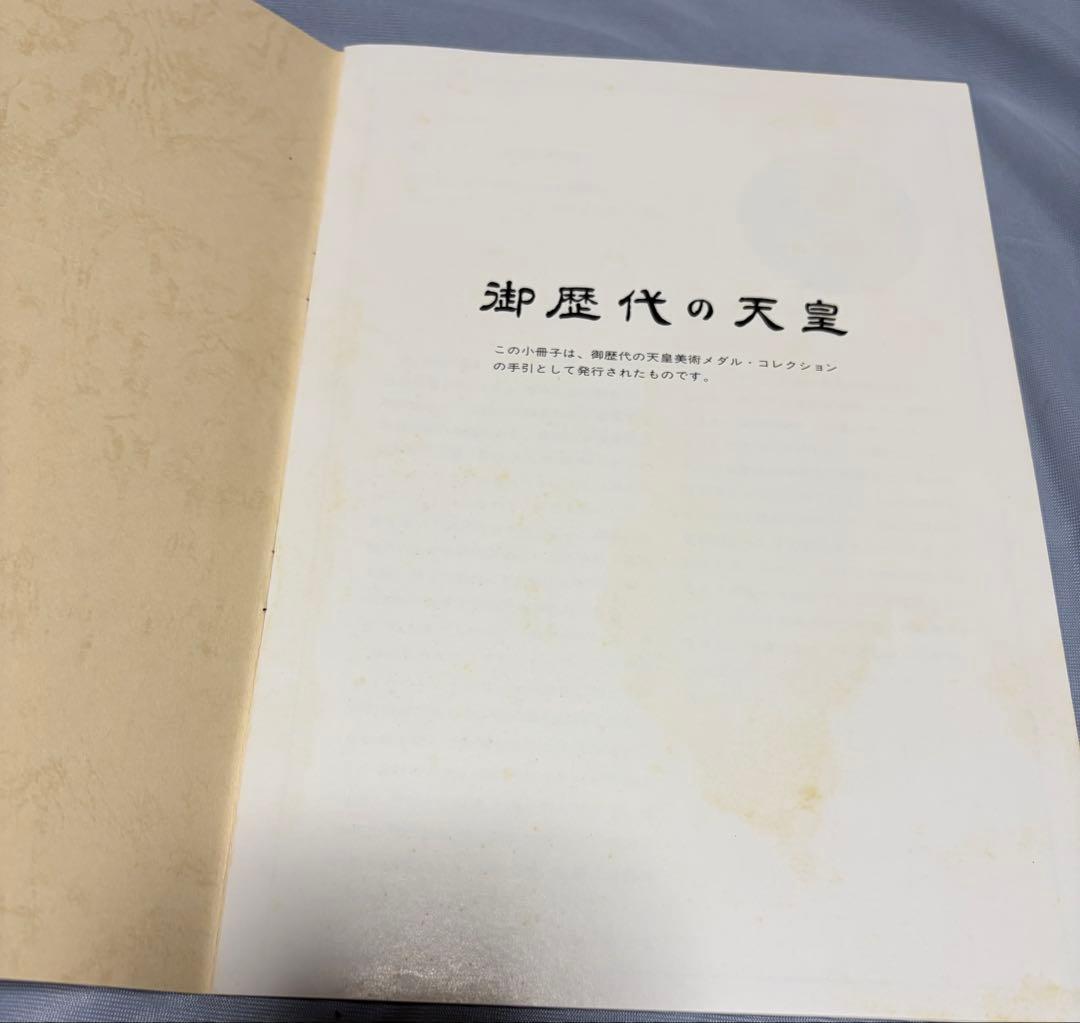 御歴代の天皇
この小冊子は、御歴代の天皇美術メダル・コレクション
の手引として発行されたものです。